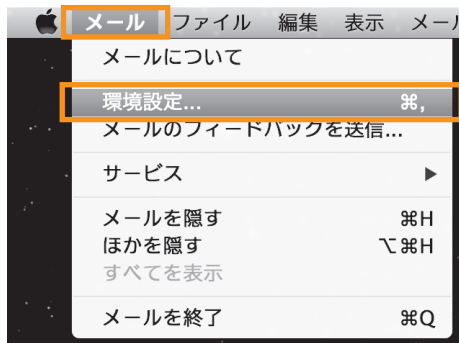 メール ファイル 編集 表示 メール
メールについて
環境設定... ⌘,
メールのフィードバックを送信...
サービス ▶
メールを隠す ⌘H
ほかを隠す ⌥⌘H
すべてを表示
メールを終了 ⌘Q